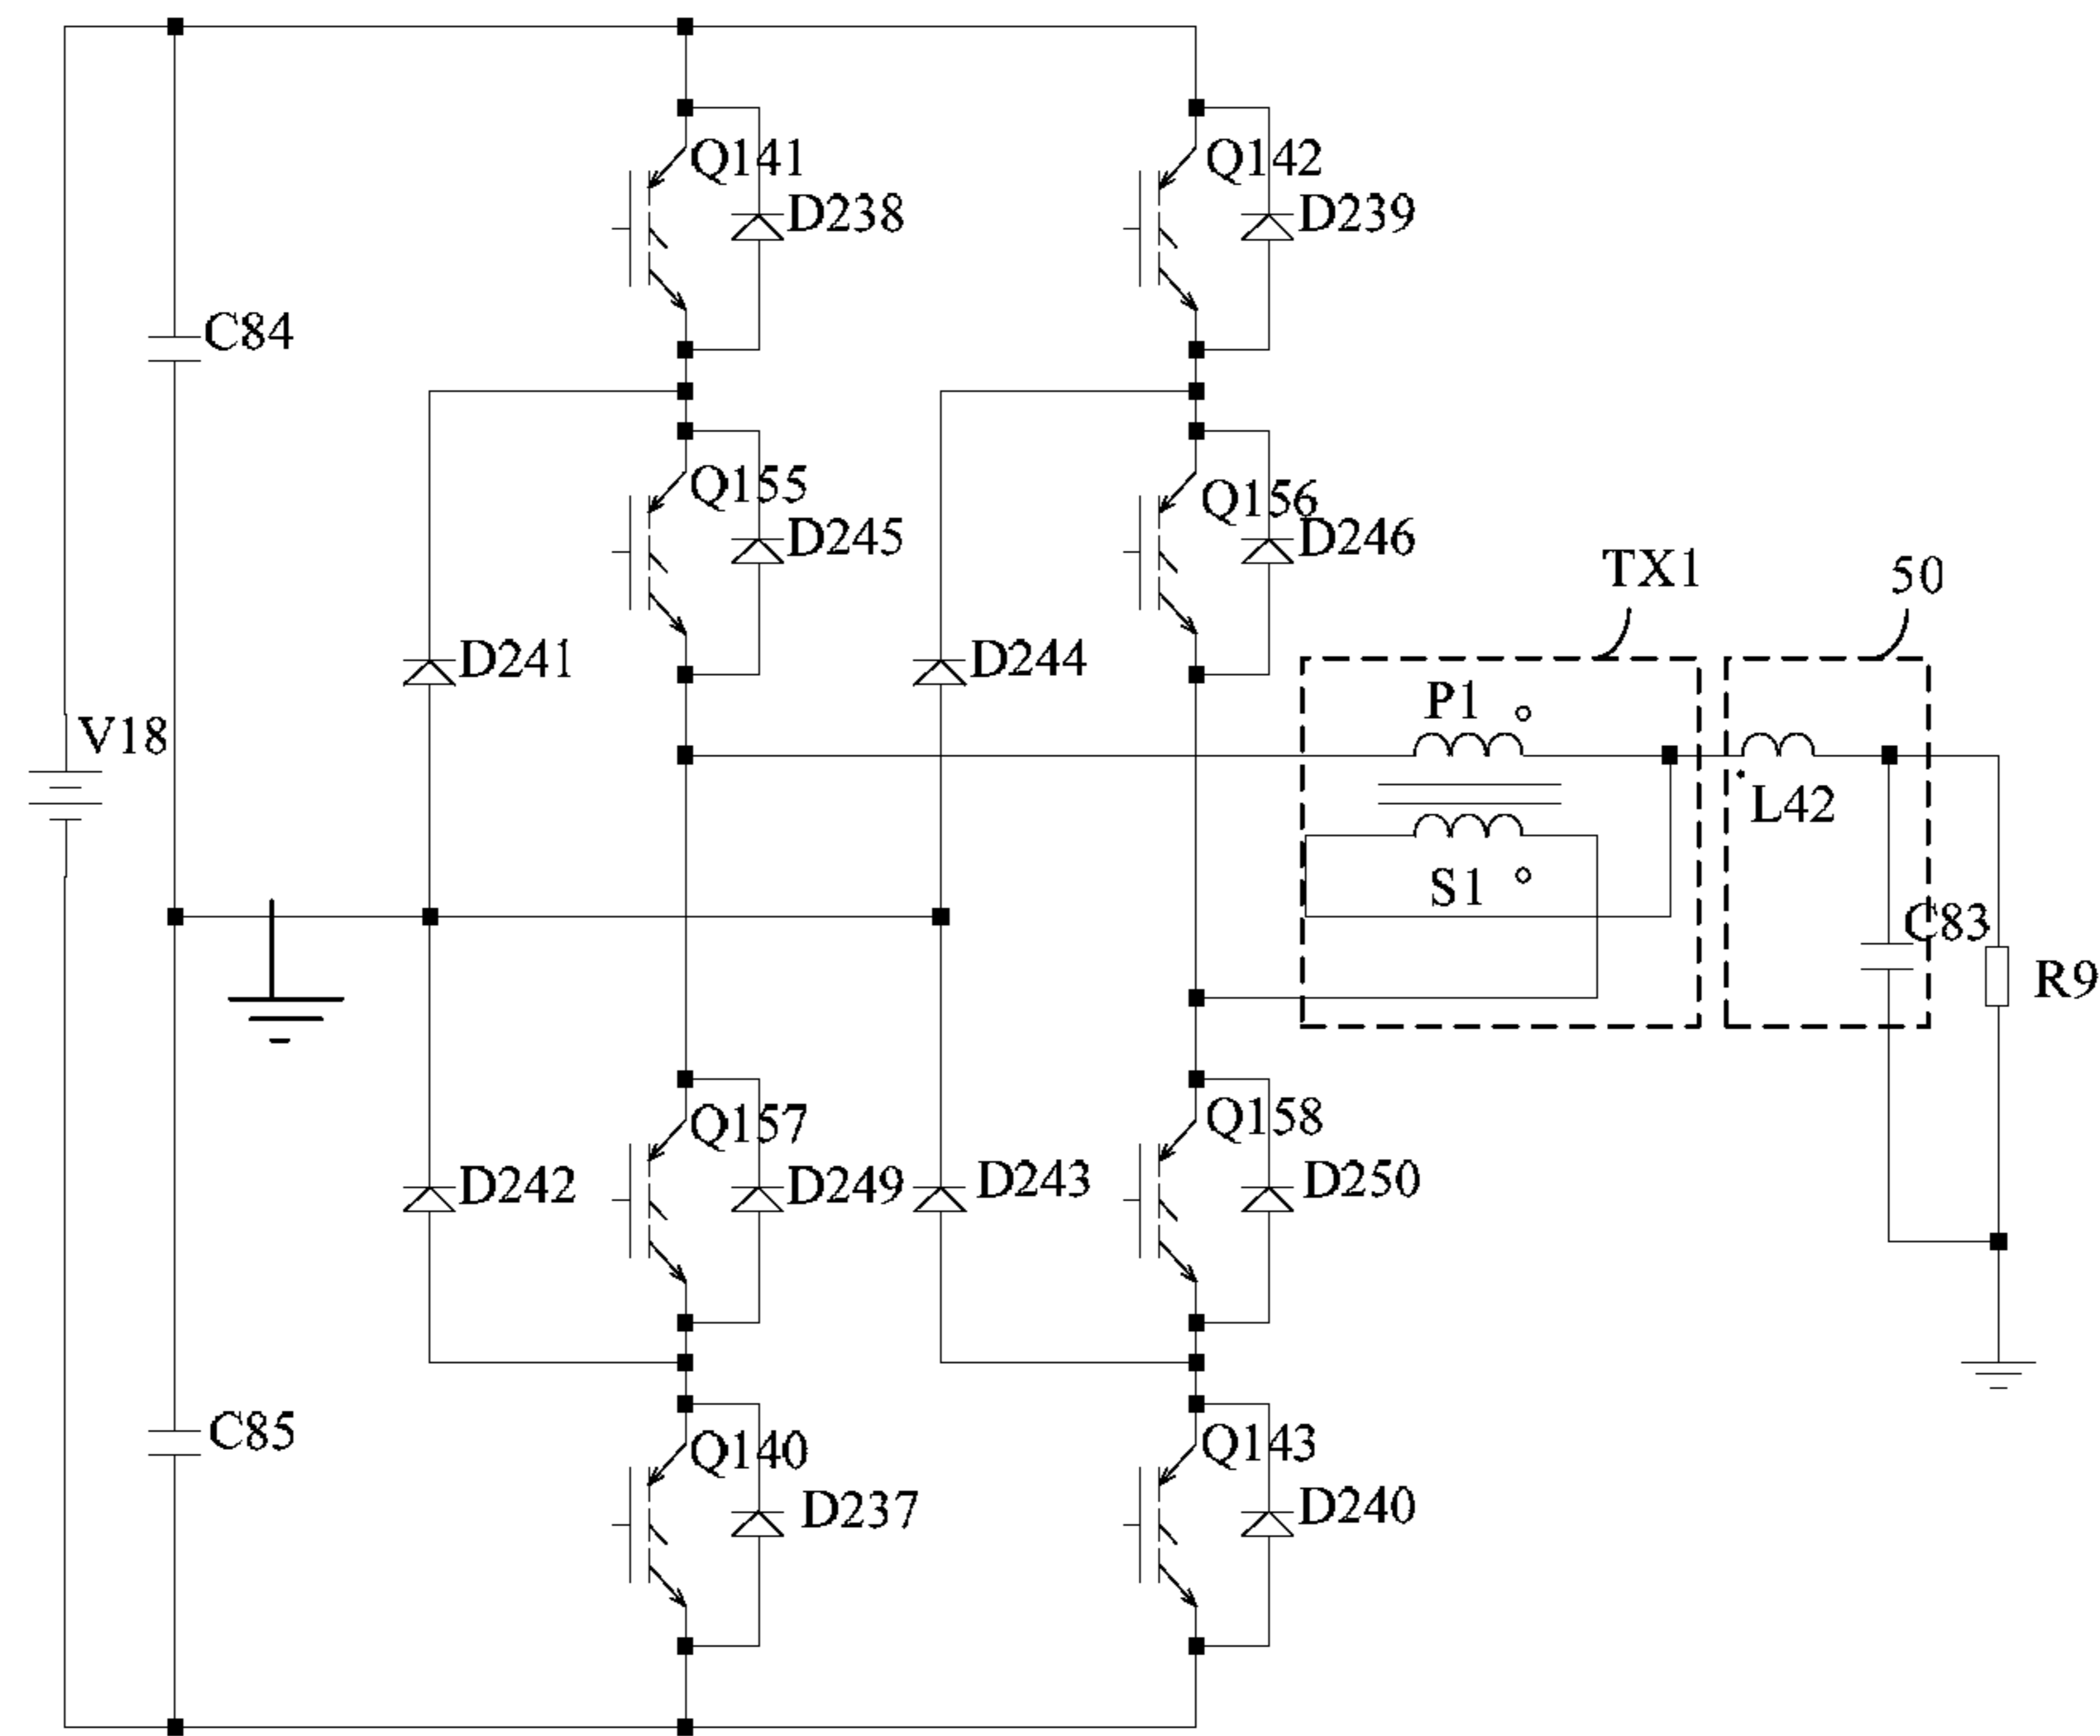 Q141
Q142
D238
D239
C84
Q155
Q156
D245
D246
TX1
50
D241
D244
P1
V18
L42
S1
C83
R9
Q157
Q158
D242
D249
D243
D250
C85
Q140
Q143
D237
D240